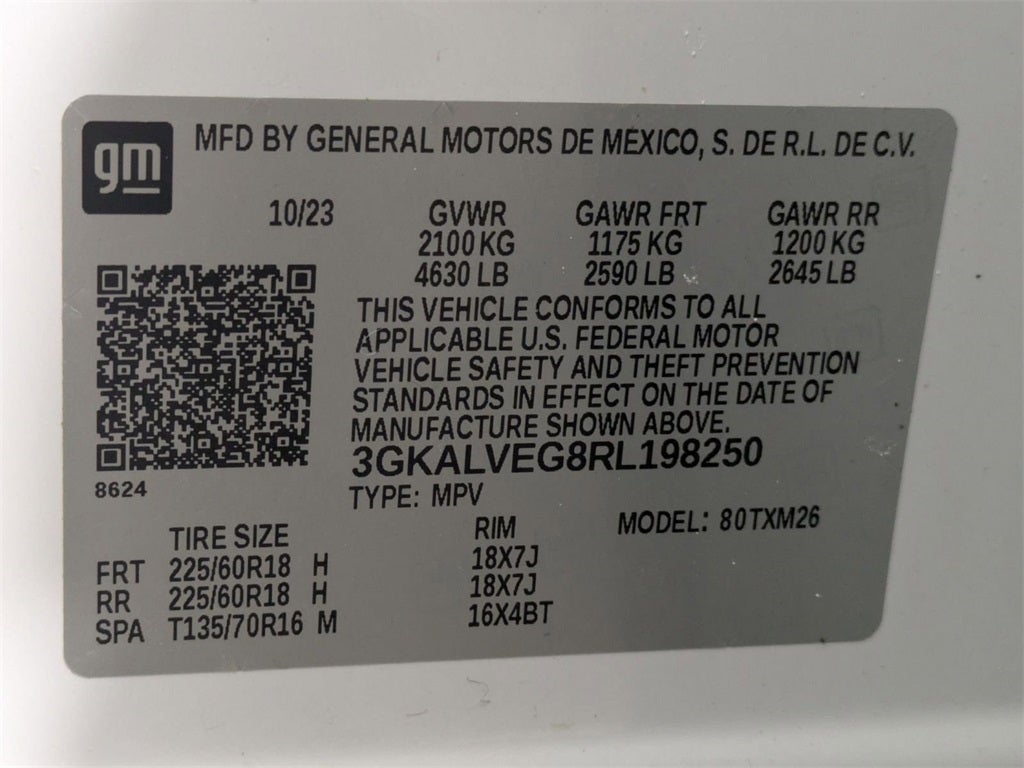 gm
MFD BY GENERAL MOTORS DE MEXICO, S. DE R.L. DE C.V.
10/23 GVWR GAWR FRT GAWR RR
2100 KG 1175 KG 1200 KG
4630 LB 2590 LB 2645 LB
THIS VEHICLE CONFORMS TO ALL
APPLICABLE U.S. FEDERAL MOTOR
VEHICLE SAFETY AND THEFT PREVENTION
STANDARDS IN EFFECT ON THE DATE OF
MANUFACTURE SHOWN ABOVE.
3GKALVEG8RL198250
8624
TYPE: MPV
TIRE SIZE RIM MODEL: 80TXM26
FRT 225/60R18 H 18X7J
RR 225/60R18 H 18X7J
SPA T135/70R16 M 16X4BT